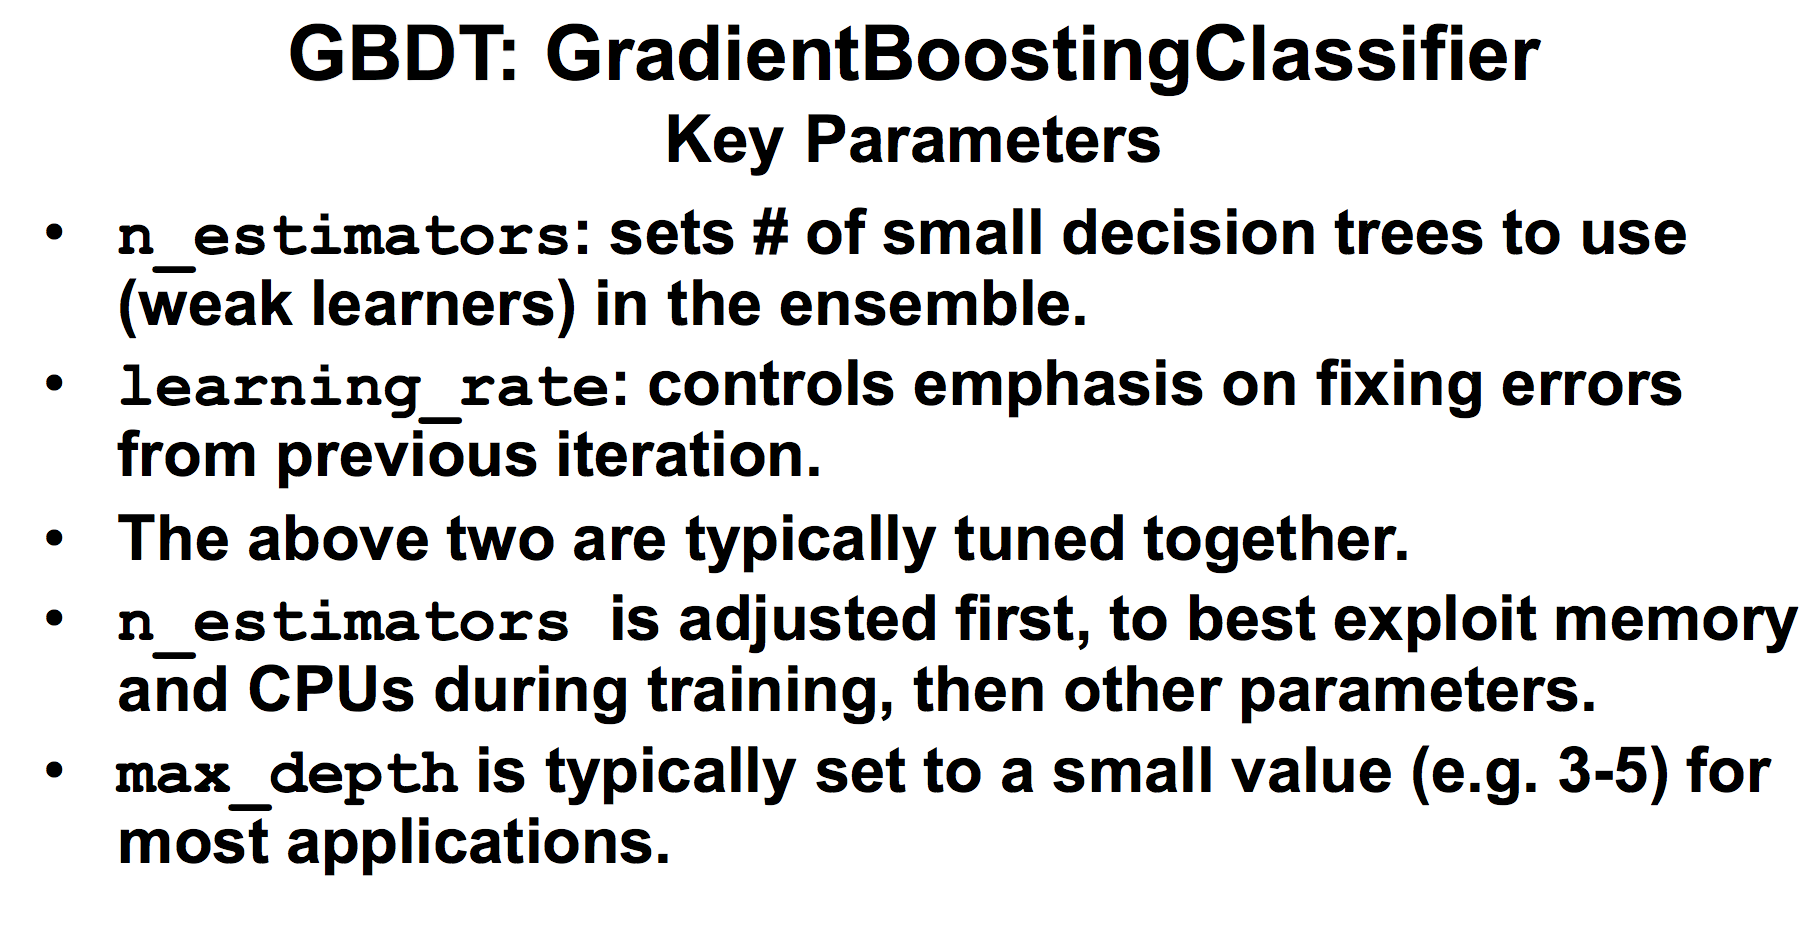 GBDT: GradientBoostingClassifier
Key Parameters
• n_estimators: sets # of small decision trees to use
(weak learners) in the ensemble.
• learning_rate: controls emphasis on fixing errors
from previous iteration.
• The above two are typically tuned together.
• n_estimators is adjusted first, to best exploit memory
and CPUs during training, then other parameters.
• max_depth is typically set to a small value (e.g. 3-5) for
most applications.